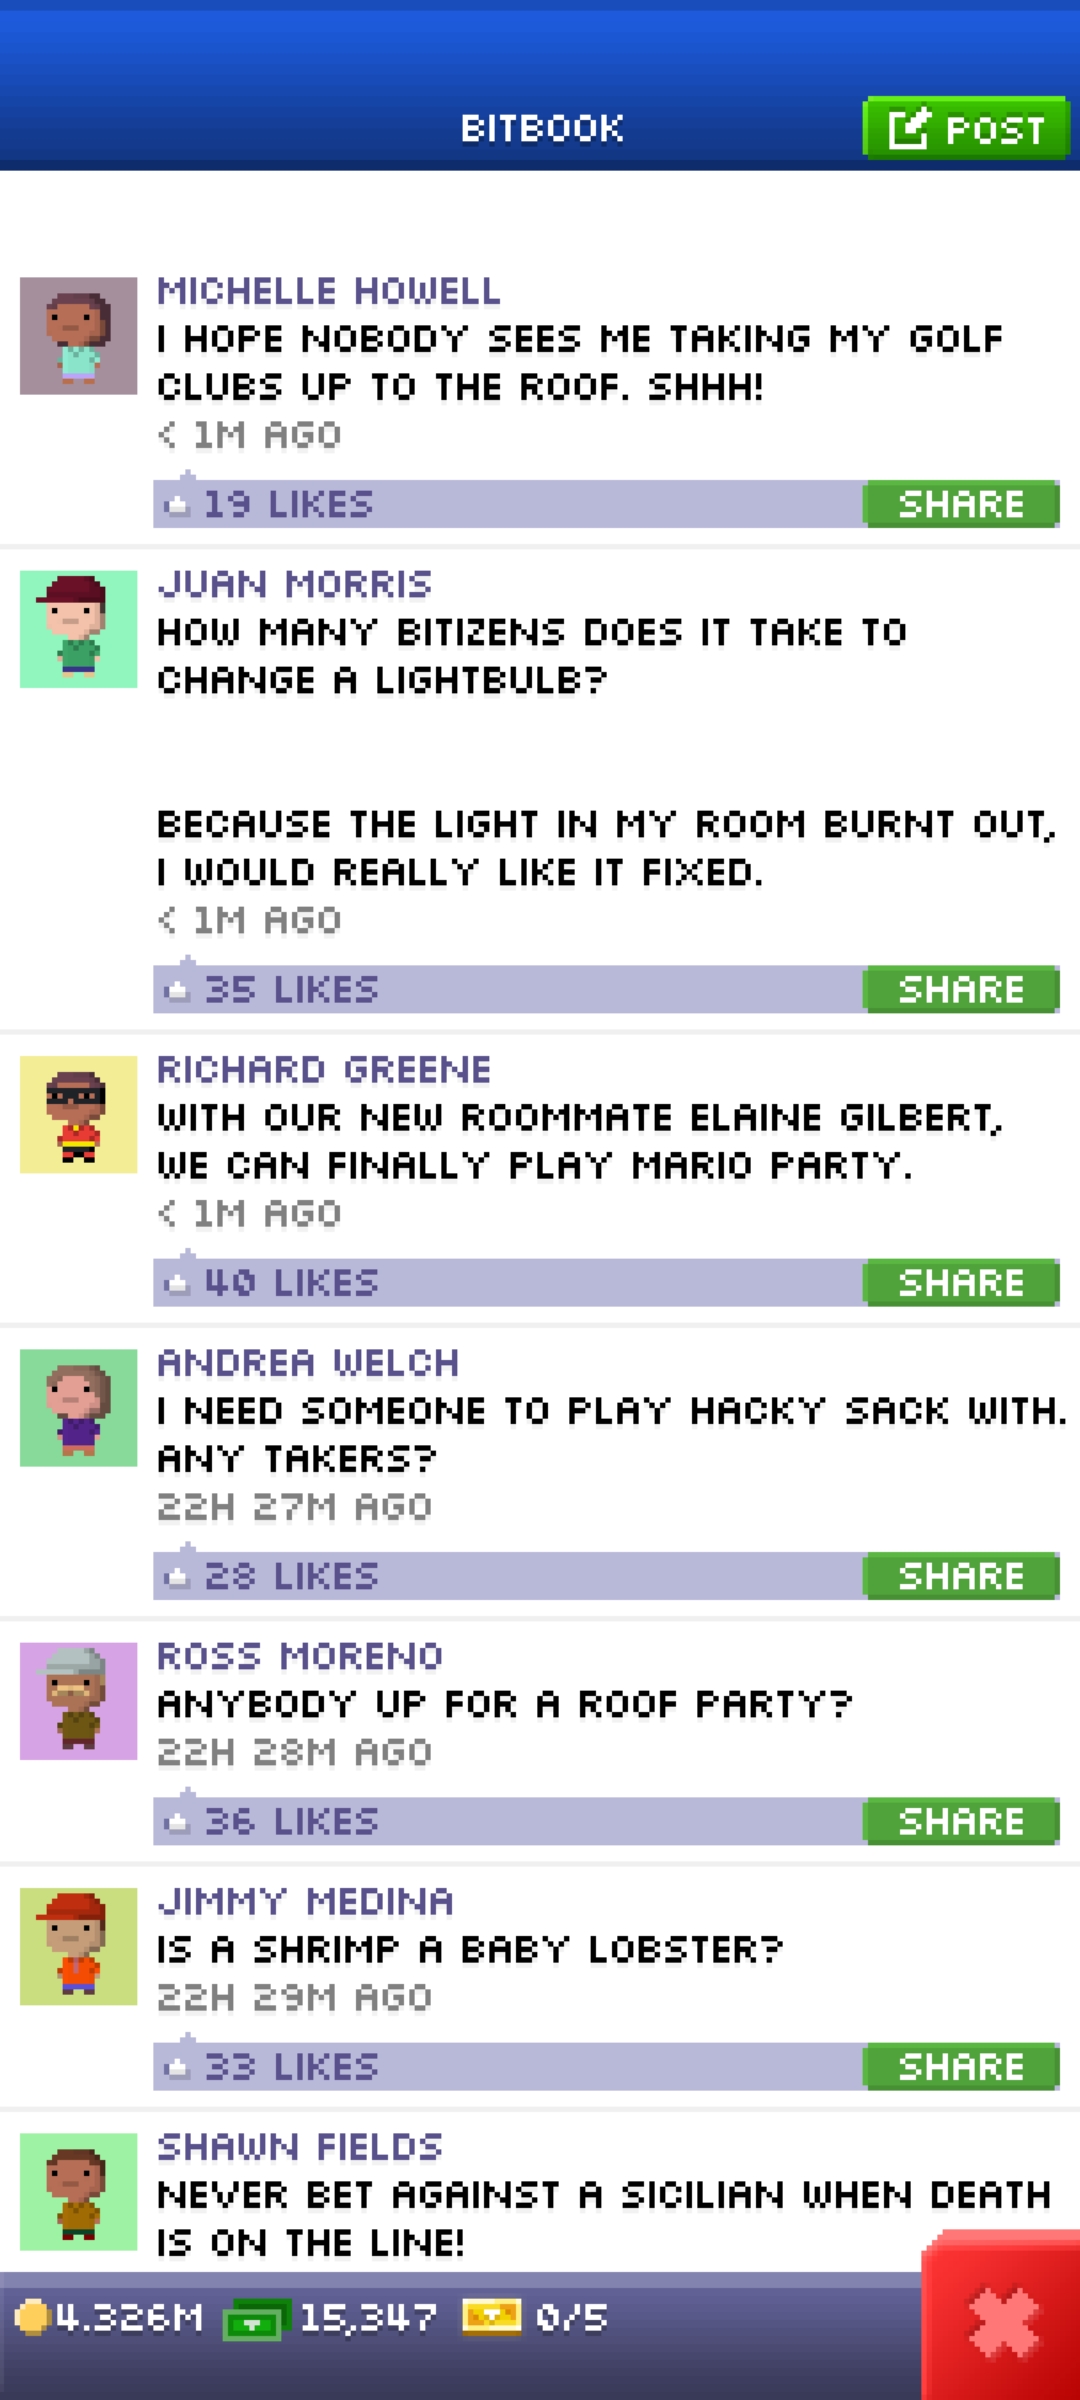 BITBOOK
POST
MICHELLE HOWELL
I HOPE NOBODY SEES ME TAKING MY GOLF
CLUBS UP TO THE ROOF. SHHH!
< 1M AGO
19 LIKES
SHARE
JUAN MORRIS
HOW MANY BITIZENS DOES IT TAKE TO
CHANGE A LIGHTBULB?
BECAUSE THE LIGHT IN MY ROOM BURNT OUT,
I WOULD REALLY LIKE IT FIXED.
< 1M AGO
35 LIKES
SHARE
RICHARD GREENE
WITH OUR NEW ROOMMATE ELAINE GILBERT,
WE CAN FINALLY PLAY MARIO PARTY.
< 1M AGO
40 LIKES
SHARE
ANDREA WELCH
I NEED SOMEONE TO PLAY HACKY SACK WITH.
ANY TAKERS?
22H 27M AGO
28 LIKES
SHARE
ROSS MORENO
ANYBODY UP FOR A ROOF PARTY?
22H 28M AGO
36 LIKES
SHARE
JIMMY MEDINA
IS A SHRIMP A BABY LOBSTER?
22H 29M AGO
33 LIKES
SHARE
SHAWN FIELDS
NEVER BET AGAINST A SICILIAN WHEN DEATH
IS ON THE LINE!
4.326M 15,347 0/5